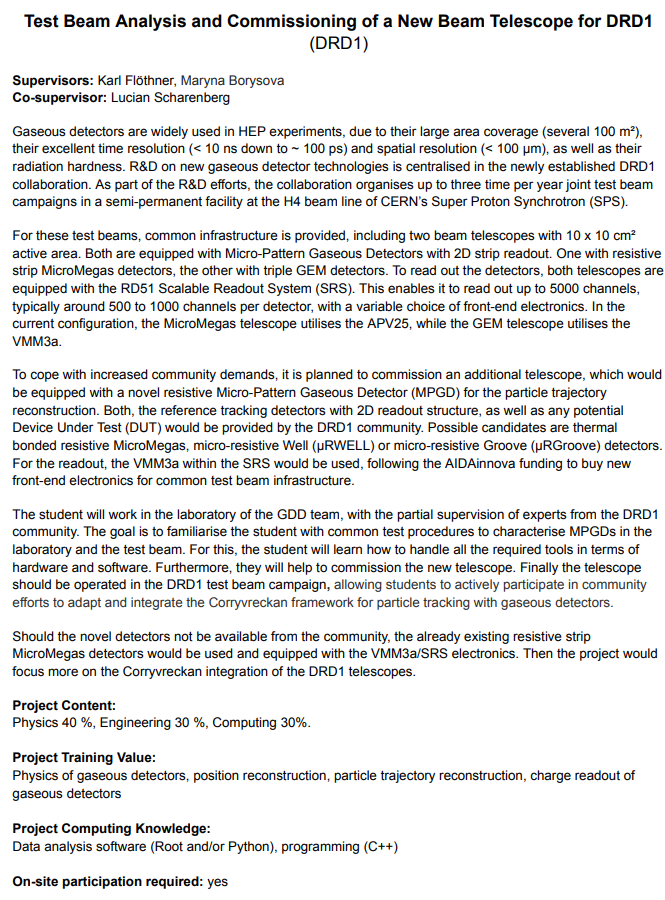 Test Beam Analysis and Commissioning of a New Beam Telescope for DRD1
(DRD1)
Supervisors: Karl Flöthner, Maryna Borysova
Co-supervisor: Lucian Scharenberg
Gaseous detectors are widely used in HEP experiments, due to their large area coverage (several 100 m²),
their excellent time resolution (< 10 ns down to ~ 100 ps) and spatial resolution (< 100 µm), as well as their
radiation hardness. R&D on new gaseous detector technologies is centralised in the newly established DRD1
collaboration. As part of the R&D efforts, the collaboration organises up to three time per year joint test beam
campaigns in a semi-permanent facility at the H4 beam line of CERN's Super Proton Synchrotron (SPS).
For these test beams, common infrastructure is provided, including two beam telescopes with 10 x 10 cm²
active area. Both are equipped with Micro-Pattern Gaseous Detectors with 2D strip readout. One with resistive
strip MicroMegas detectors, the other with triple GEM detectors. To read out the detectors, both telescopes are
equipped with the RD51 Scalable Readout System (SRS). This enables it to read out up to 5000 channels,
typically around 500 to 1000 channels per detector, with a variable choice of front-end electronics. In the
current configuration, the MicroMegas telescope utilises the APV25, while the GEM telescope utilises the
VMM3a.
To cope with increased community demands, it is planned to commission an additional telescope, which would
be equipped with a novel resistive Micro-Pattern Gaseous Detector (MPGD) for the particle trajectory
reconstruction. Both, the reference tracking detectors with 2D readout structure, as well as any potential
Device Under Test (DUT) would be provided by the DRD1 community. Possible candidates are thermal
bonded resistive MicroMegas, micro-resistive Well (µRWELL) or micro-resistive Groove (µRGroove) detectors.
For the readout, the VMM3a within the SRS would be used, following the AIDAinnova funding to buy new
front-end electronics for common test beam infrastructure.
The student will work in the laboratory of the GDD team, with the partial supervision of experts from the DRD1
community. The goal is to familiarise the student with common test procedures to characterise MPGDs in the
laboratory and the test beam. For this, the student will learn how to handle all the required tools in terms of
hardware and software. Furthermore, they will help to commission the new telescope. Finally the telescope
should be operated in the DRD1 test beam campaign, allowing students to actively participate in community
efforts to adapt and integrate the Corryvreckan framework for particle tracking with gaseous detectors.
Should the novel detectors not be available from the community, the already existing resistive strip
MicroMegas detectors would be used and equipped with the VMM3a/SRS electronics. Then the project would
focus more on the Corryvreckan integration of the DRD1 telescopes.
Project Content:
Physics 40 %, Engineering 30 %, Computing 30%.
Project Training Value:
Physics of gaseous detectors, position reconstruction, particle trajectory reconstruction, charge readout of
gaseous detectors
Project Computing Knowledge:
Data analysis software (Root and/or Python), programming (C++)
On-site participation required: yes